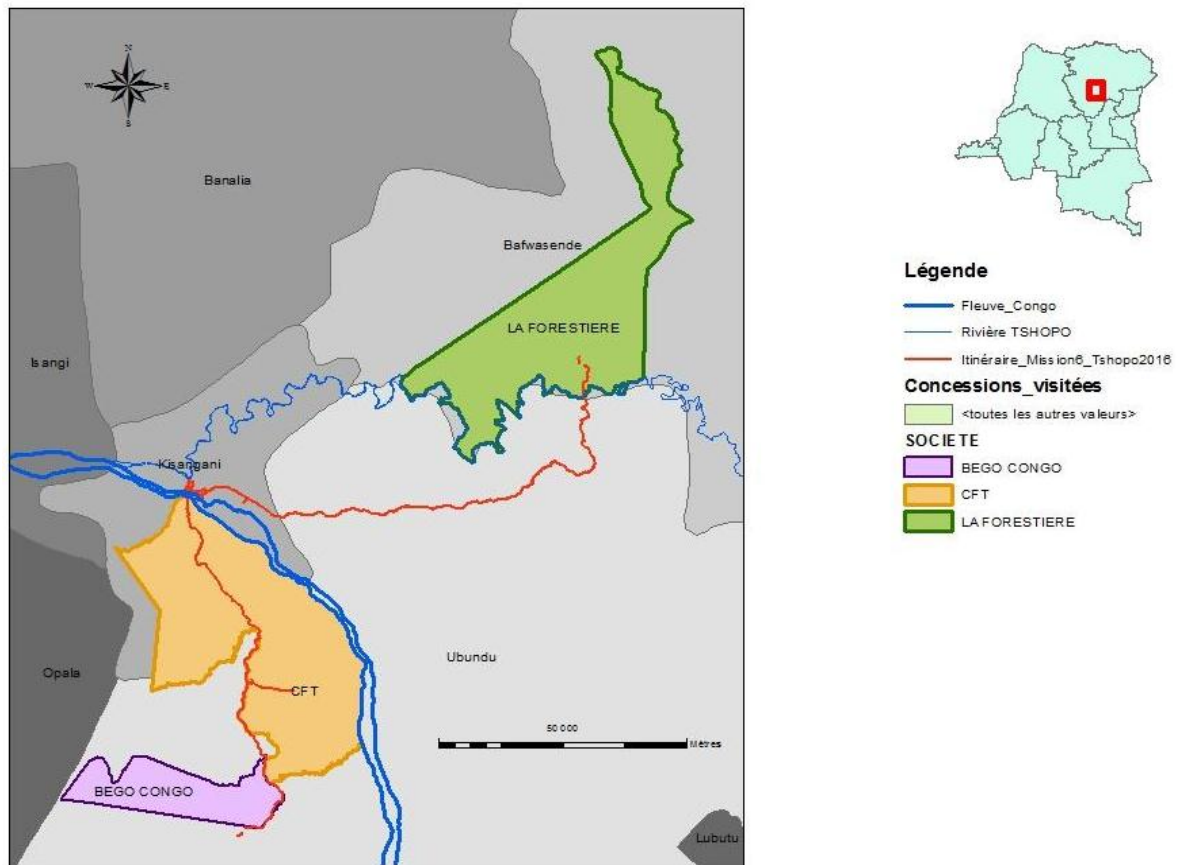 N
W E
S
Banalia
Bafwasende
LA FORESTIERE
Isangi
Kisangani
Opala
Ubundu
CFT
50 000
Mètres
BEGO CONGO
Lubutu
Légende
Fleuve_Congo
Rivière TSHOPO
Itinéraire_Mission6_Tshopo2016
Concessions_visitées
<toutes les autres valeurs>
SOCIETE
BEGO CONGO
CFT
LA FORESTIERE